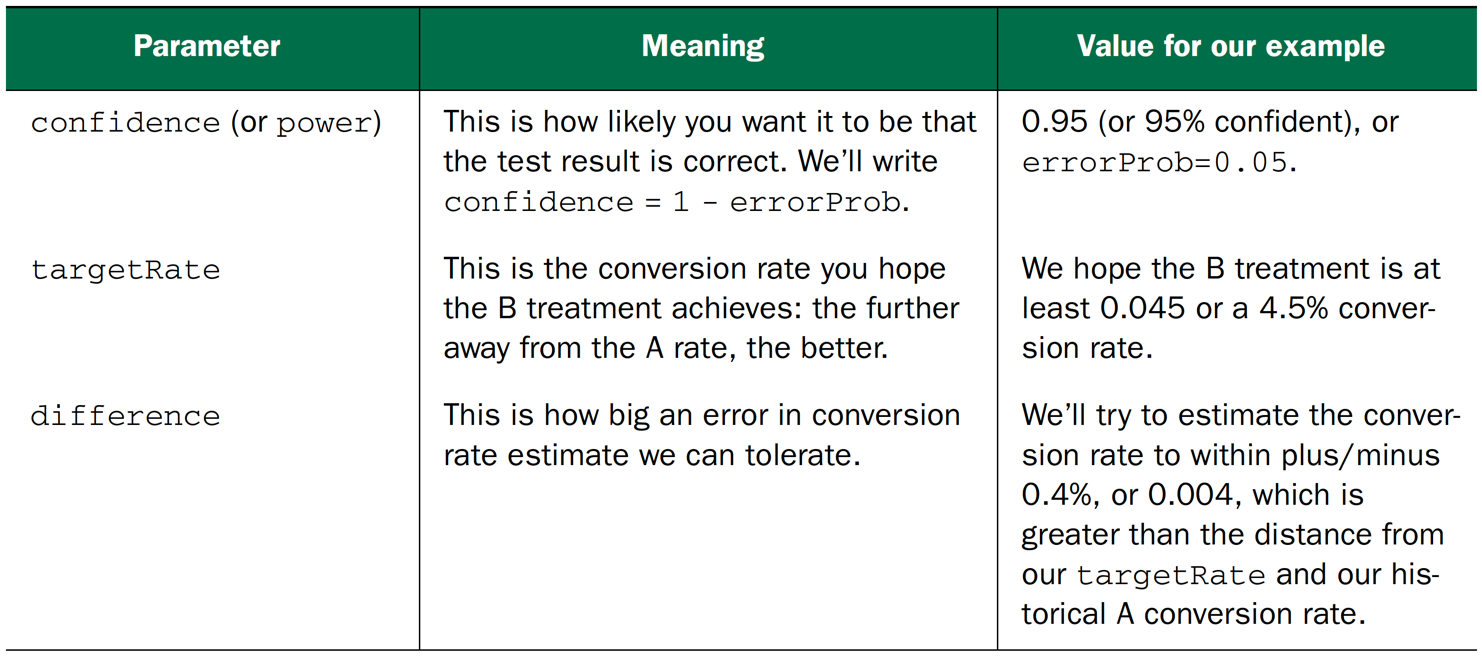 Parameter Meaning Value for our example
confidence (or power)
This is how likely you want it to be that
the test result is correct. We’ll write
confidence = 1 – errorProb.
0.95 (or 95% confident), or
errorProb=0.05.
targetRate
This is the conversion rate you hope
the B treatment achieves: the further
away from the A rate, the better.
We hope the B treatment is at
least 0.045 or a 4.5% conver-
sion rate.
difference
This is how big an error in conversion
rate estimate we can tolerate.
We’ll try to estimate the conver-
sion rate to within plus/minus
0.4%, or 0.004, which is
greater than the distance from
our targetRate and our his-
torical A conversion rate.